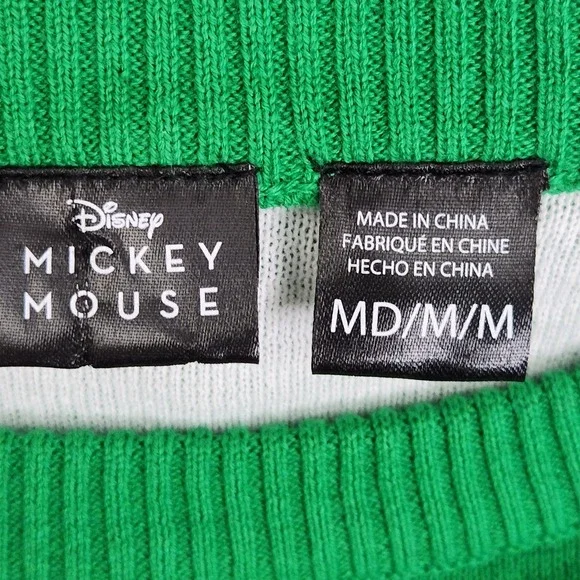 Disney
MICKEY
MOUSE
MADE IN CHINA
FABRIQUÉ EN CHINE
HECHO EN CHINA
MD/M/M